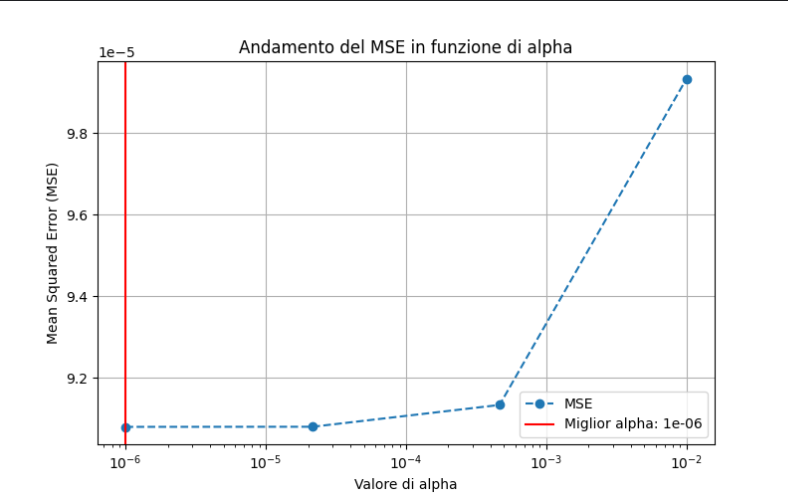 Andamento del MSE in funzione di alpha
1e−5
9.8
9.6
9.4
9.2
Mean Squared Error (MSE)
MSE
Miglior alpha: 1e-06
10⁻⁶ 10⁻⁵ 10⁻⁴ 10⁻³ 10⁻²
Valore di alpha